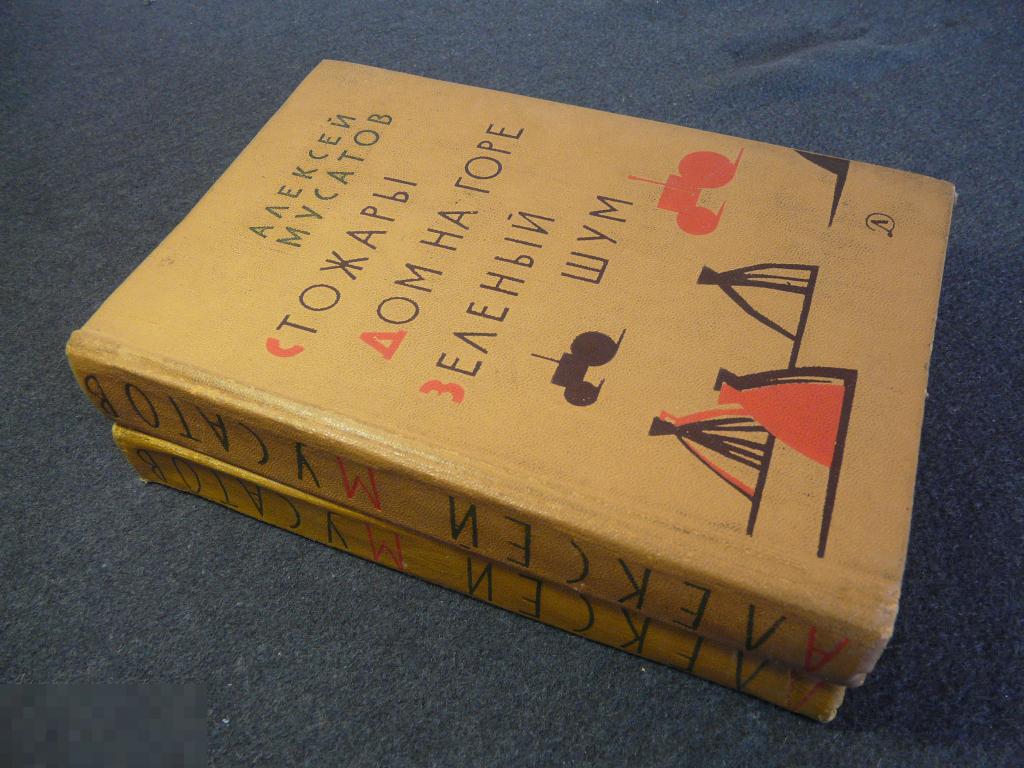 АЛЕКСЕЙ
МУСАТОВ
СТОЖАРЫ
ДОМ НА ГОРЕ
ЗЕЛЕНЫЙ
ШУМ
АЛЕКСЕЙ МУСАТОВ
АЛЕКСЕЙ МУСАТОВ